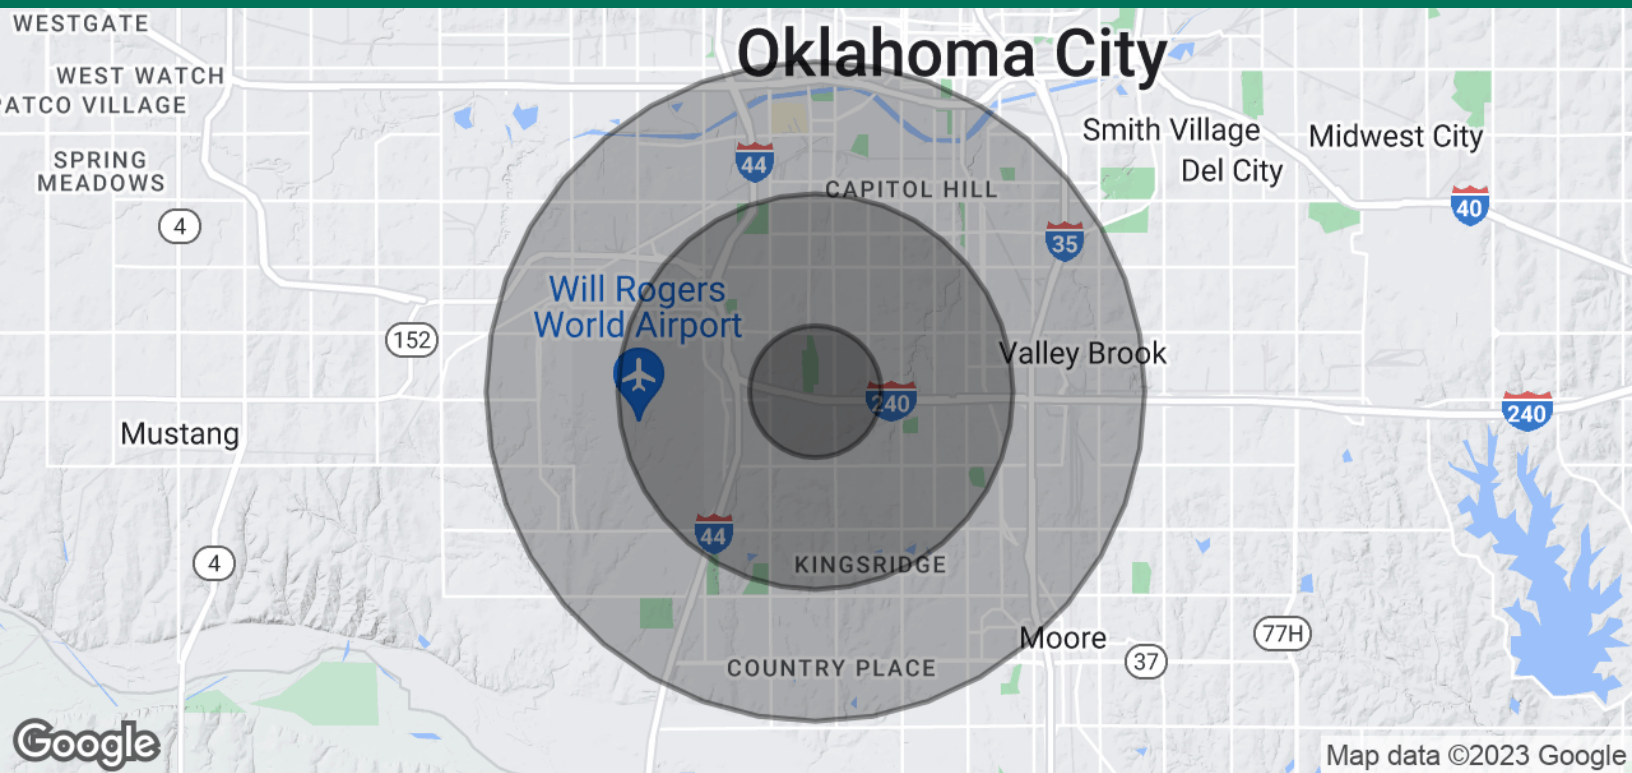 WESTGATE
Oklahoma City
WEST WATCH
PATCO VILLAGE
Smith Village
Midwest City
44
SPRING
MEADOWS
Del City
CAPITOL HILL
40
4
35
Will Rogers
World Airport
152
Valley Brook
240
240
Mustang
44
4
KINGSRIDGE
77H
Moore
37
COUNTRY PLACE
Google
Map data ©2023 Google